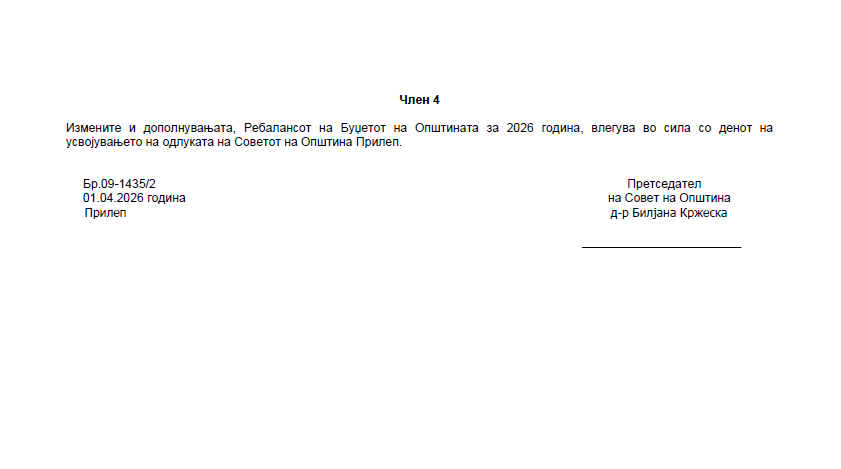 Член 4
Измените и дополнувањата, Ребалансот на Буџетот на Општината за 2026 година, влегува во сила со денот на
усвојувањето на одлуката на Советот на Општина Прилеп.
Бр.09-1435/2
01.04.2026 година
Прилеп
Претседател
на Совет на Општина
д-р Билјана Кржеска